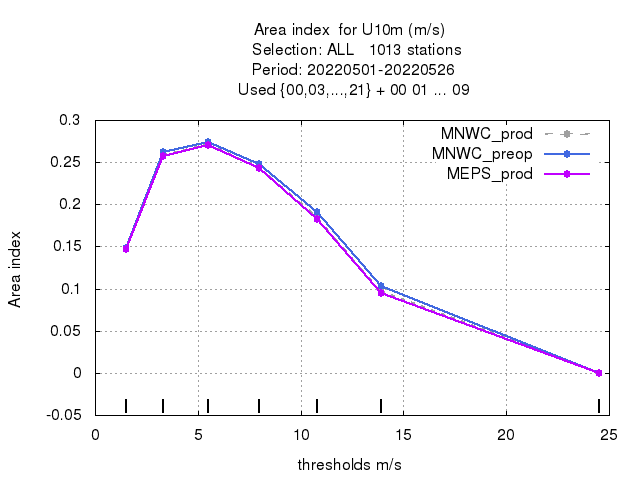 Area index  for U10m (m/s)
Selection: ALL   1013 stations
Period: 20220501-20220526
Used {00,03,...,21} + 00 01 ... 09
MNWC_prod
MNWC_preop
MEPS_prod
0.3
0.25
0.2
0.15
0.1
0.05
0
-0.05
Area index
0 5 10 15 20 25
thresholds m/s